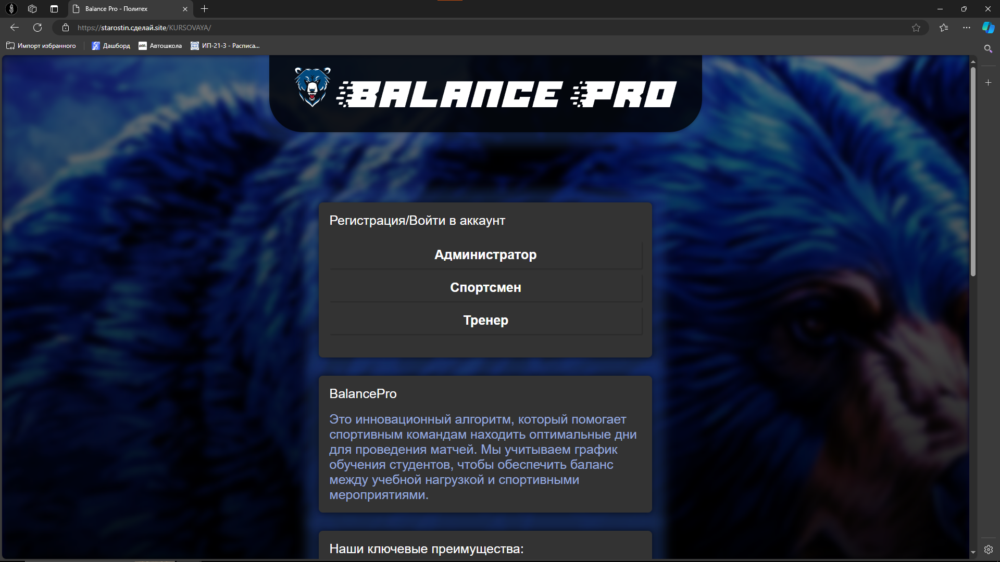 Balance Pro - Политех
https://starostin.сделай.site/KURSOVAYA/
Импорт избранного
Дашборд
Автошкола
ИП-21-3 - Расписа...
BALANCE PRO
Регистрация/Войти в аккаунт
Администратор
Спортсмен
Тренер
BalancePro
Это инновационный алгоритм, который помогает
спортивным командам находить оптимальные дни
для проведения матчей. Мы учитываем график
обучения студентов, чтобы обеспечить баланс
между учебной нагрузкой и спортивными
мероприятиями.
Наши ключевые преимущества: